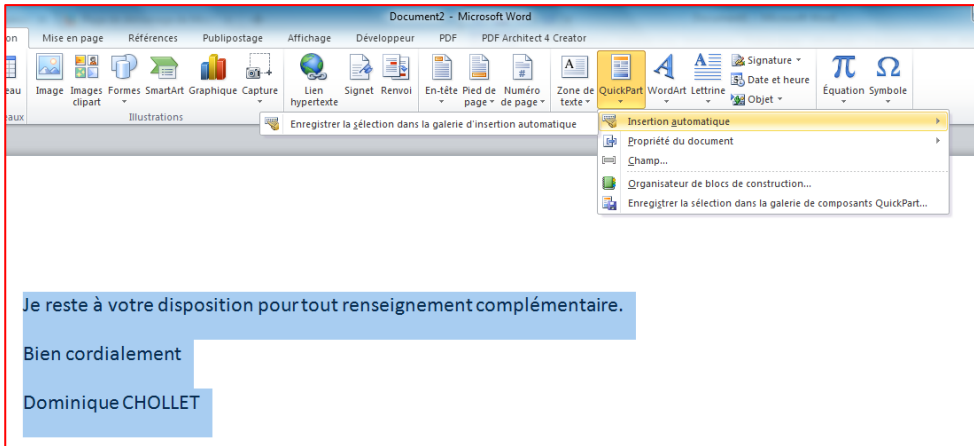 Document2 - Microsoft Word
on Mise en page Références Publipostage Affichage Développeur PDF PDF Architect 4 Creator
eau Image Images clipart Formes SmartArt Graphique Capture Lien hypertexte Signet Renvoi En-tête Pied de page Numéro de page Zone de texte QuickPart WordArt Lettrine Signature Équation Symbole
Date et heure
Objet
aux Illustrations
Enregistrer la sélection dans la galerie d'insertion automatique
Insertion automatique
Propriété du document
Champ...
Organisateur de blocs de construction...
Enregistrer la sélection dans la galerie de composants QuickPart...
Je reste à votre disposition pour tout renseignement complémentaire.
Bien cordialement
Dominique CHOLLET